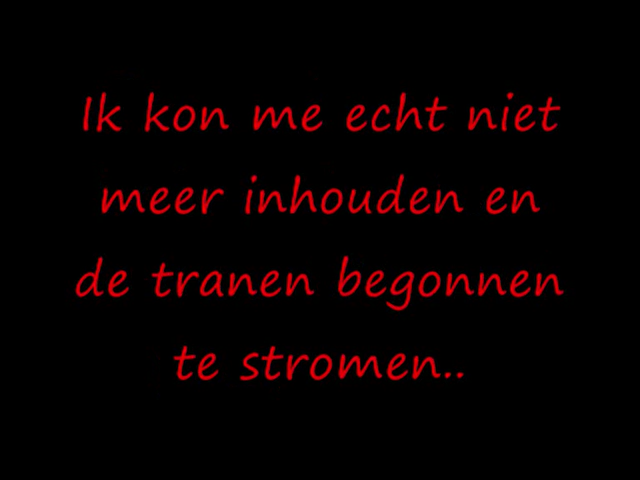 Ik kon me echt niet
meer inhouden en
de tranen begonnen
te stromen..